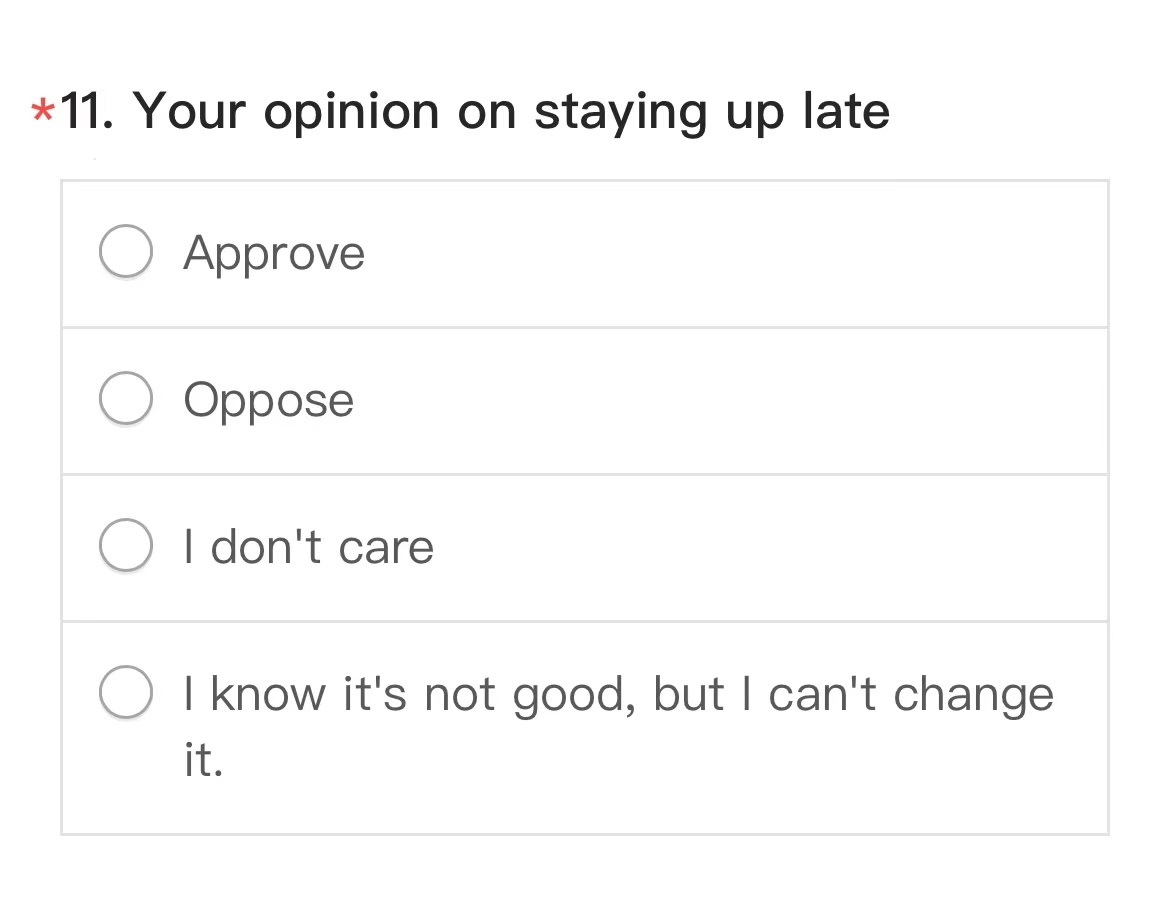 *11. Your opinion on staying up late
Approve
Oppose
I don't care
I know it's not good, but I can't change
it.